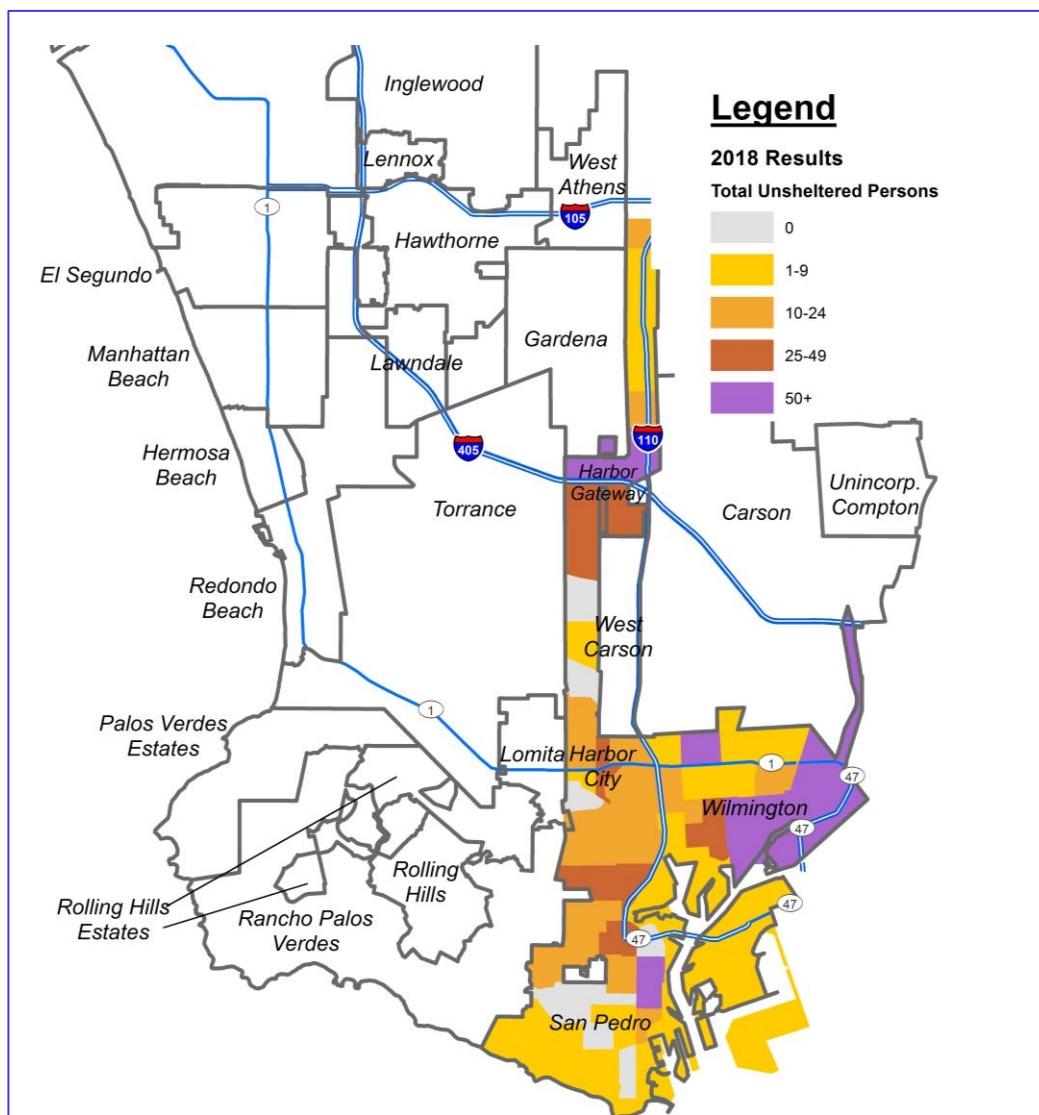 Inglewood
Legend
2018 Results
Total Unsheltered Persons
0
1-9
10-24
25-49
50+
Lennox
West
Athens
1
105
Hawthorne
El Segundo
Gardena
Manhattan
Beach
Lawndale
405
110
Hermosa
Beach
Harbor
Gateway
Unincorp.
Compton
Torrance
Carson
Redondo
Beach
West
Carson
Palos Verdes
Estates
1
Lomita
Harbor
City
1
47
Wilmington
47
Rolling
Hills
Rolling Hills
Estates
Rancho Palos
Verdes
47
47
San Pedro